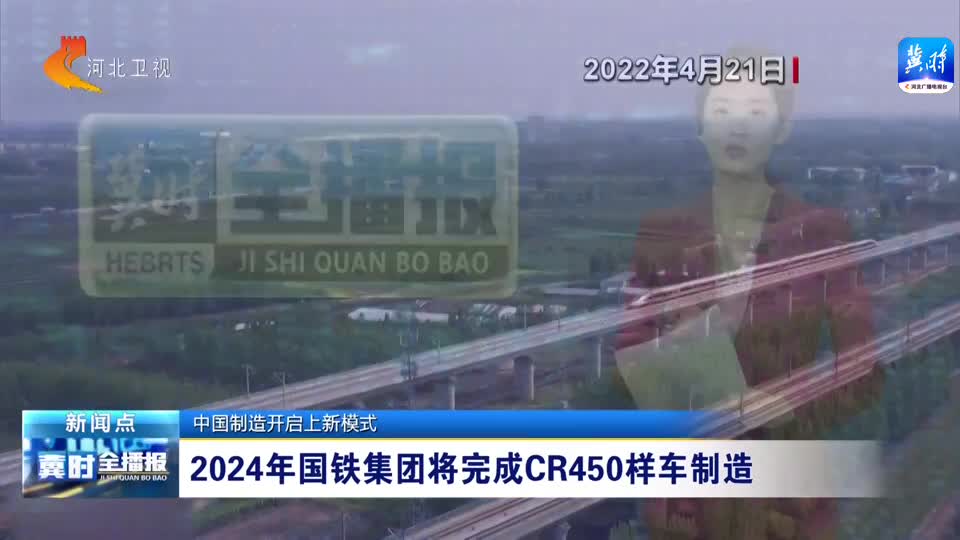 河北卫视
2022年4月21日
冀时
河北广播电视台
冀时 全播报
HEBRTS JI SHI QUAN BO BAO
新闻点
中国制造开启上新模式
冀时 全播报
JI SHI QUAN BO BAO
2024年国铁集团将完成CR450样车制造